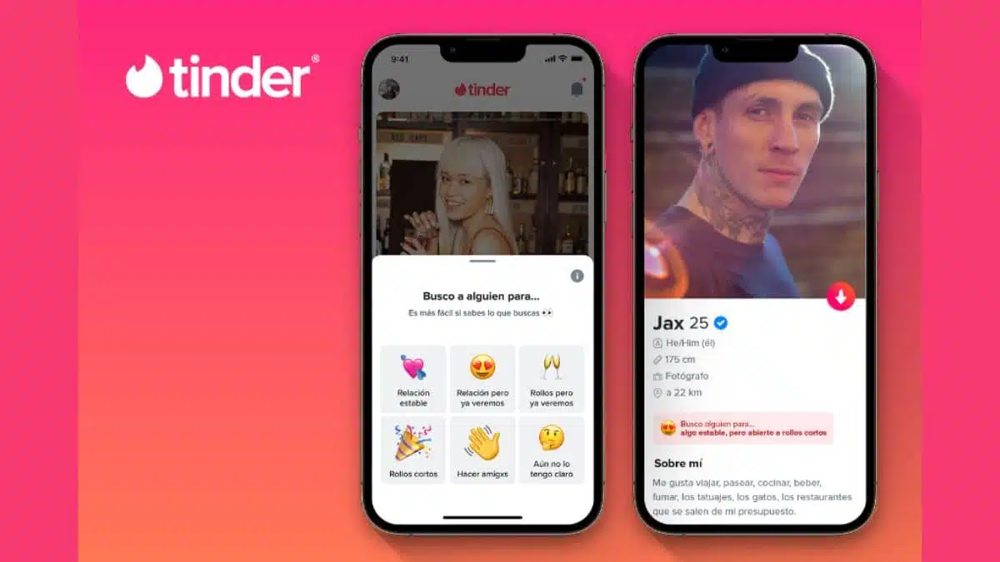 tinder®
9:41
tinder
Busco a alguien para...
Es más fácil si sabes lo que buscas 👀
Relación
estable
Relación pero
ya veremos
Rollos pero
ya veremos
Rollos cortos
Hacer amigxs
Aún no lo
tengo claro
Jax 25
He/Him (él)
175 cm
Fotógrafo
a 22 km
Busco alguien para...
algo estable, pero abierto a rollos cortos
Sobre mí
Me gusta viajar, pasear, cocinar, beber,
fumar, los tatuajes, los gatos, los restaurantes
que se salen de mi presupuesto.